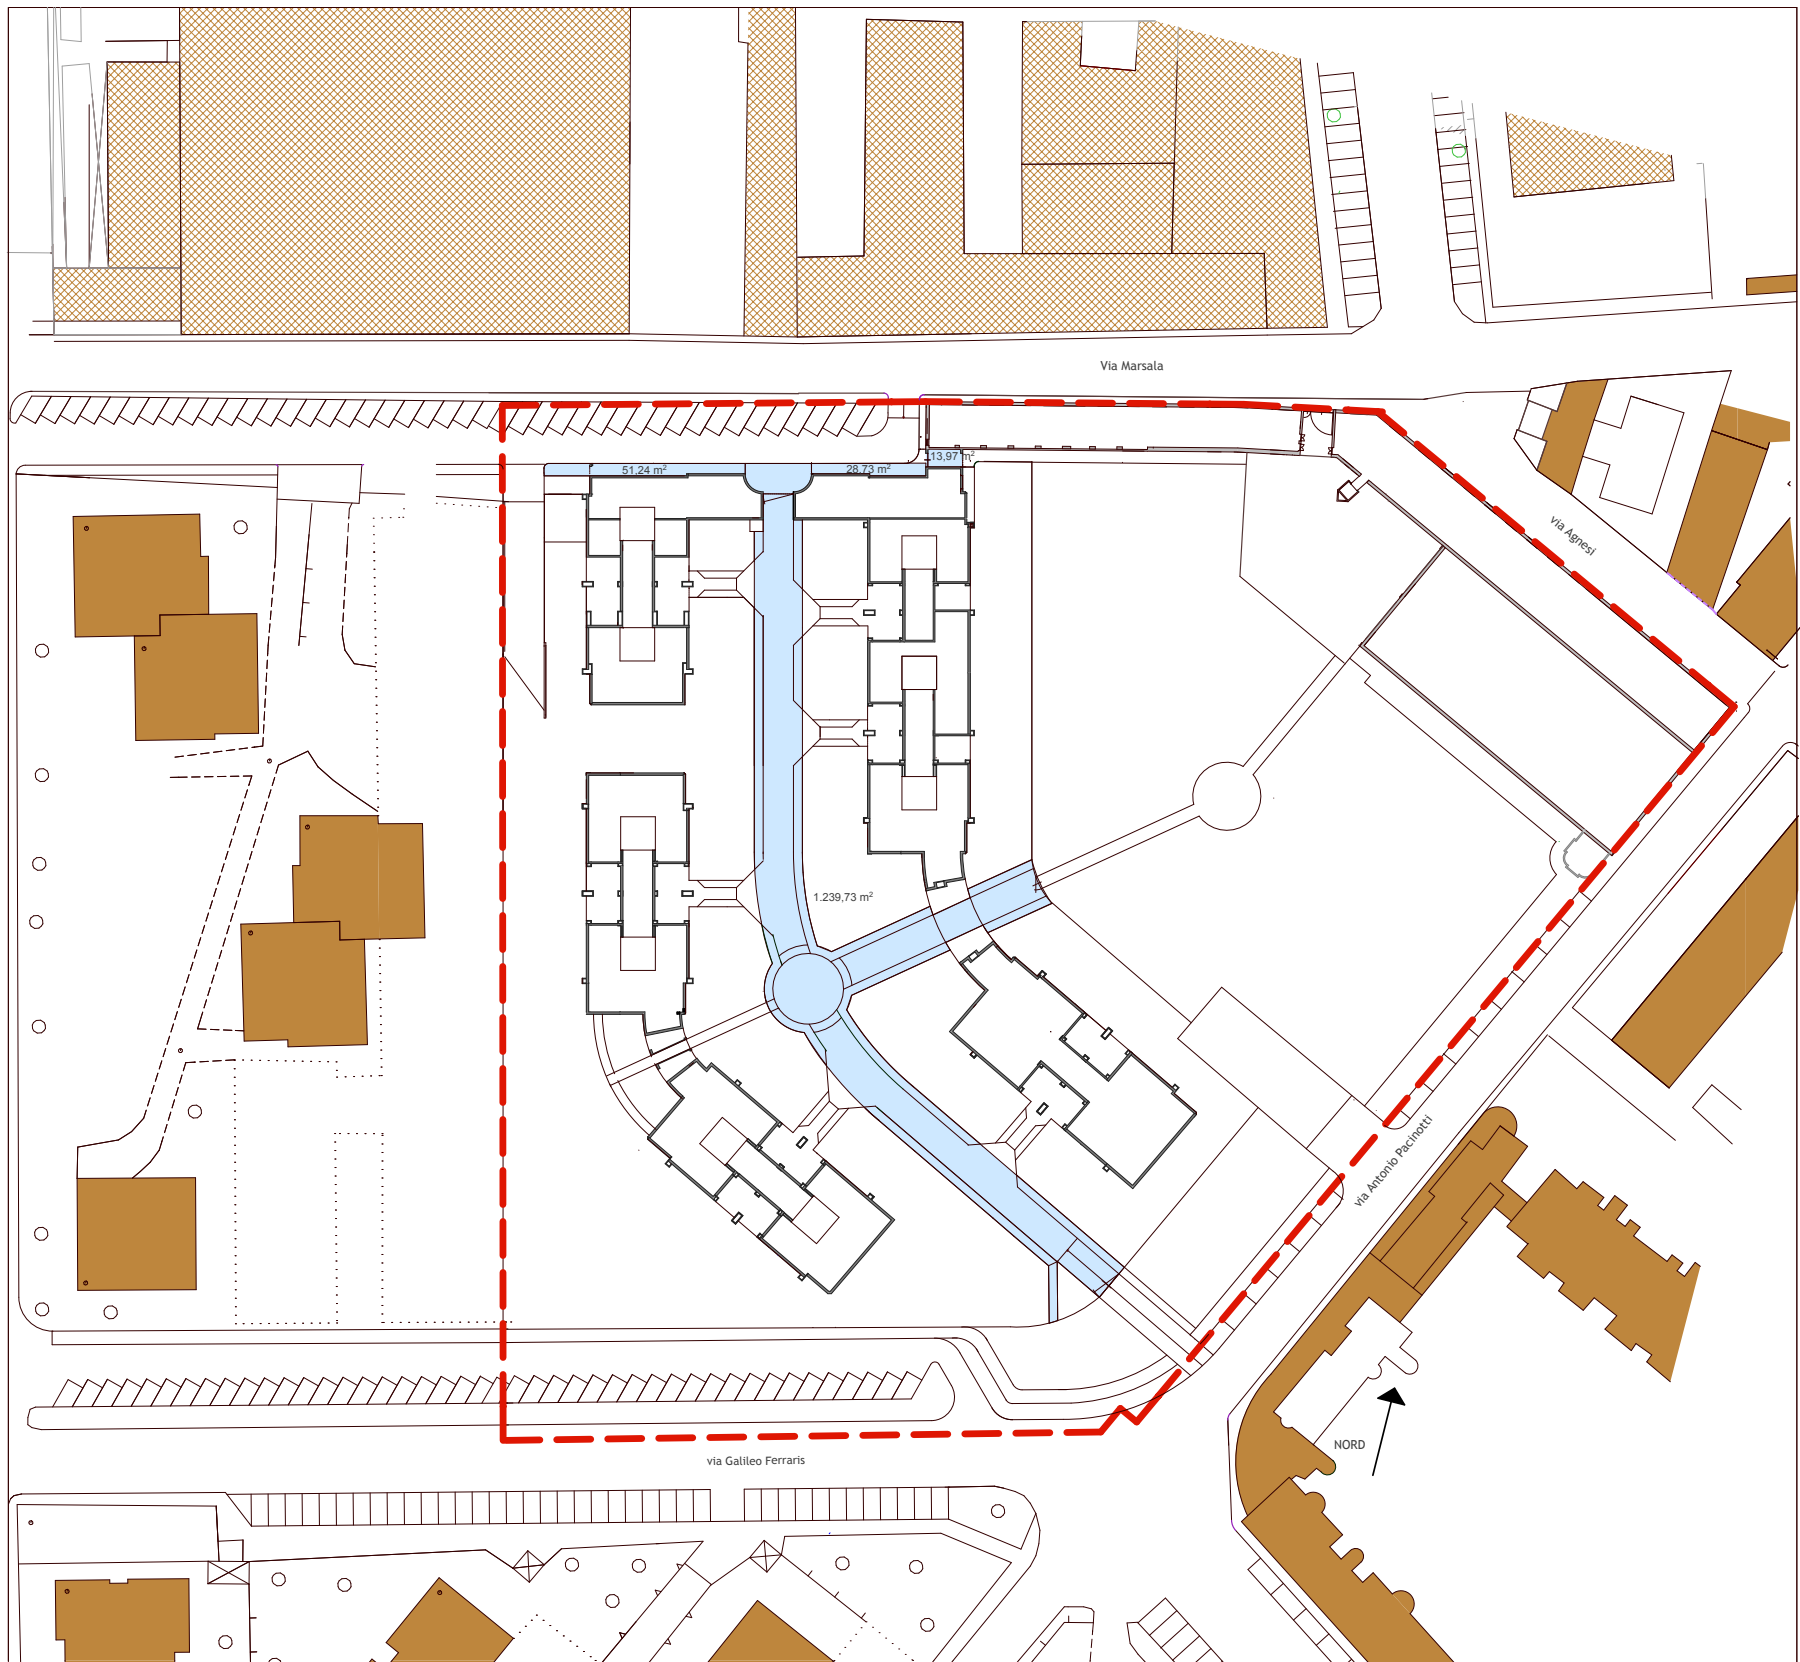 Via Marsala
51,24 m²
28,73 m²
13,97 m²
via Agnesi
1.239,73 m²
via Antonio Pacinotti
NORD
via Galileo Ferraris